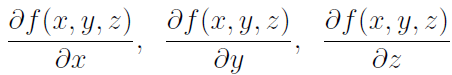 ∂f(x, y, z)/∂x, ∂f(x, y, z)/∂y, ∂f(x, y, z)/∂z